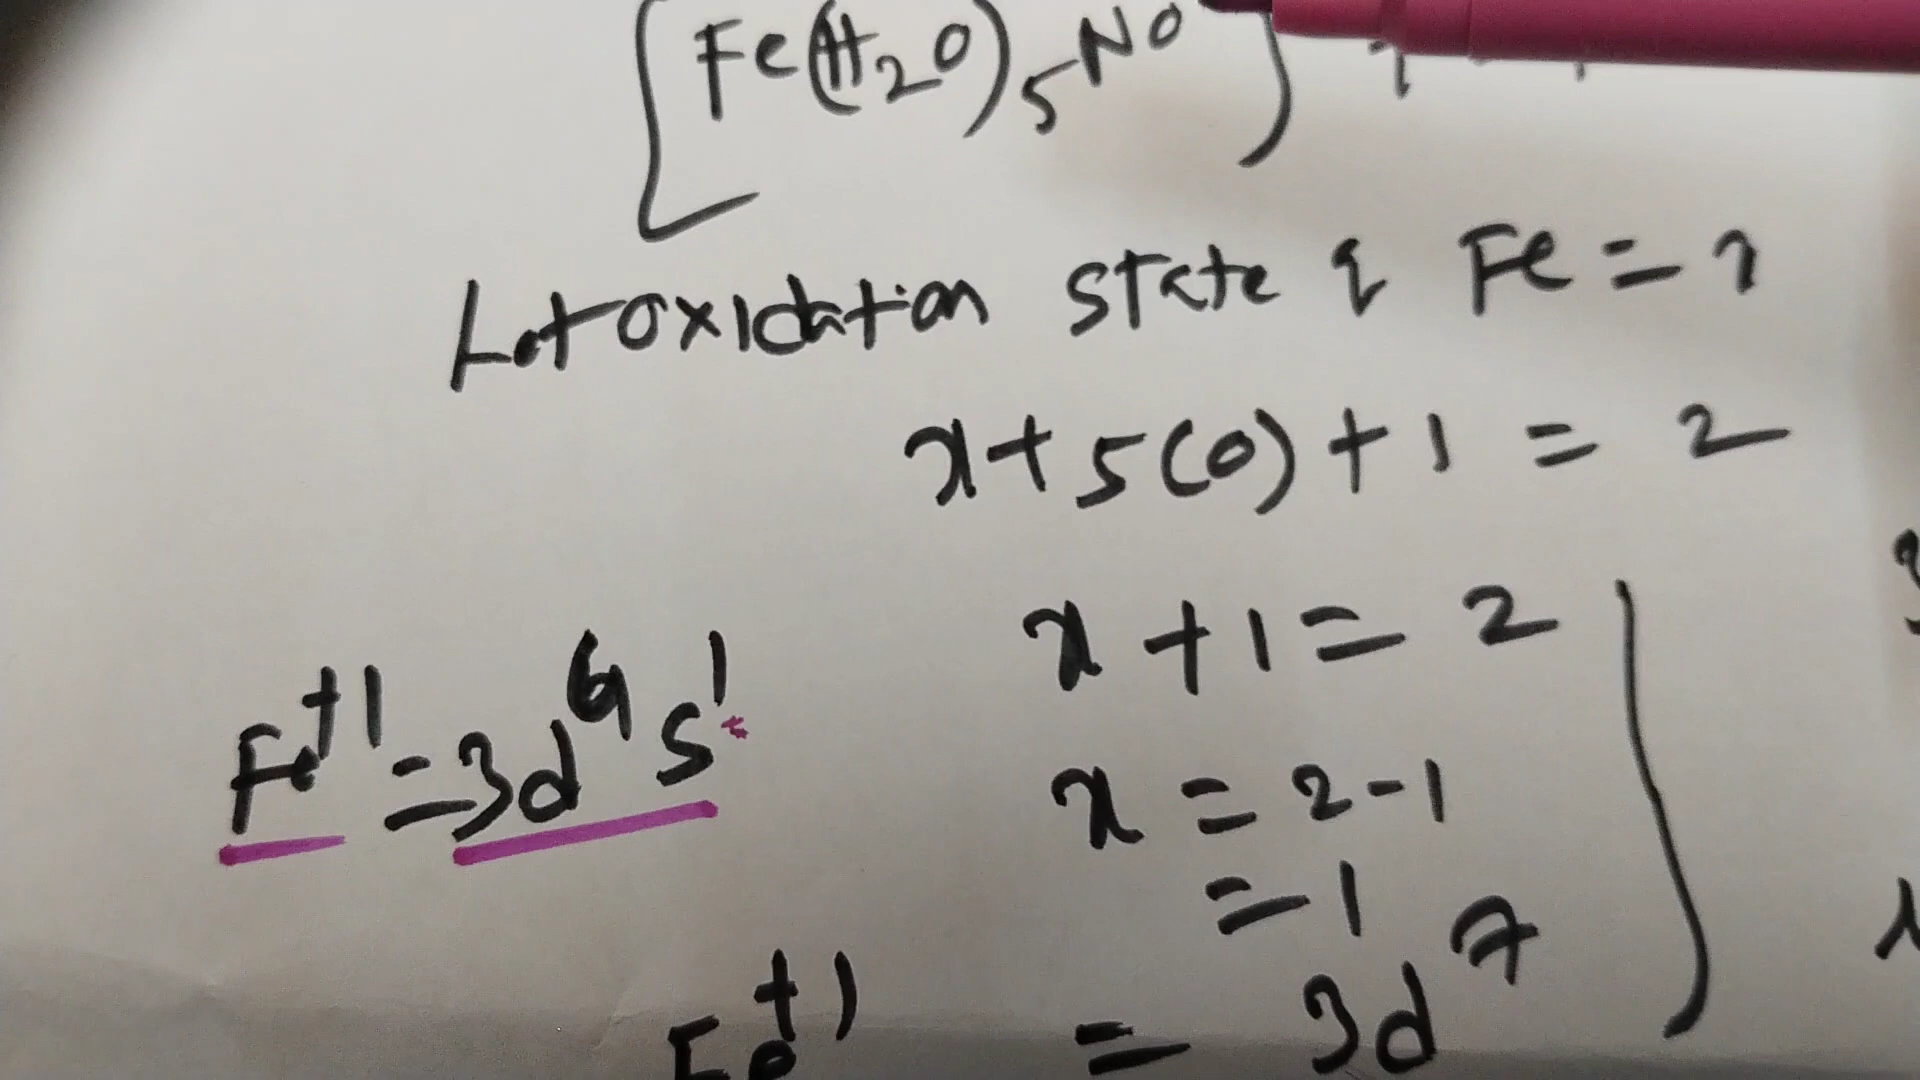 [Fe(H2O)5NO]
Let oxidation state of Fe = x
x + 5(0) + 1 = 2
x + 1 = 2
Fe+1 = 3d6 s1
x = 2 - 1
= 1
Fe+1 = 3d7